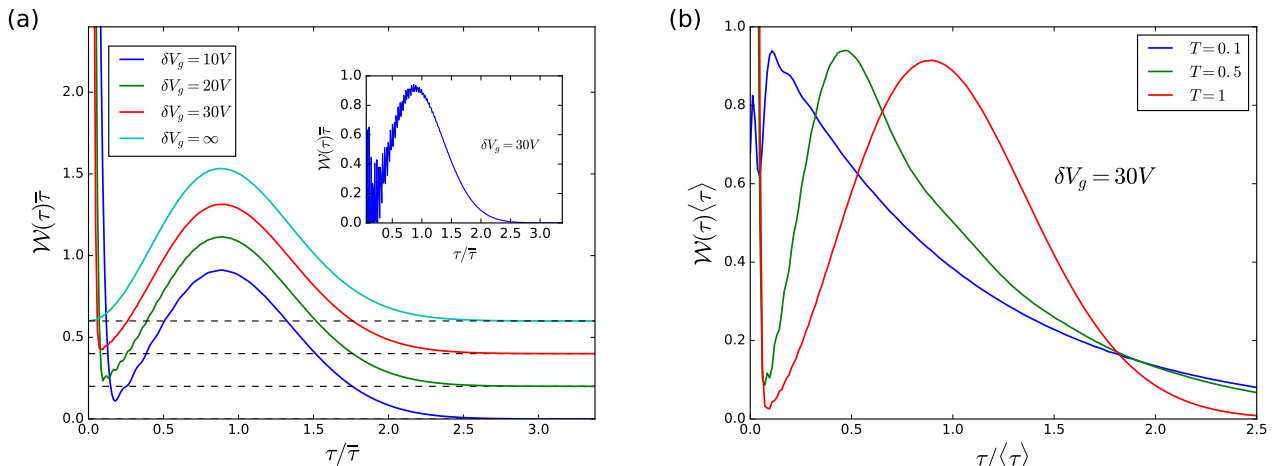 (a)
2.0
1.5
1.0
0.5
0.0
𝒲(τ)τ̅
δV_g = 10V
δV_g = 20V
δV_g = 30V
δV_g = ∞
1.0
0.8
0.6
0.4
0.2
0.0
𝒲(τ)τ̅
δV_g = 30V
0.5 1.0 1.5 2.0 2.5 3.0
τ/τ̅
0.0 0.5 1.0 1.5 2.0 2.5 3.0
τ/τ̅
(b)
1.0
0.8
0.6
0.4
0.2
0.0
𝒲(τ)⟨τ⟩
T = 0.1
T = 0.5
T = 1
δV_g = 30V
0.0 0.5 1.0 1.5 2.0 2.5
τ/⟨τ⟩